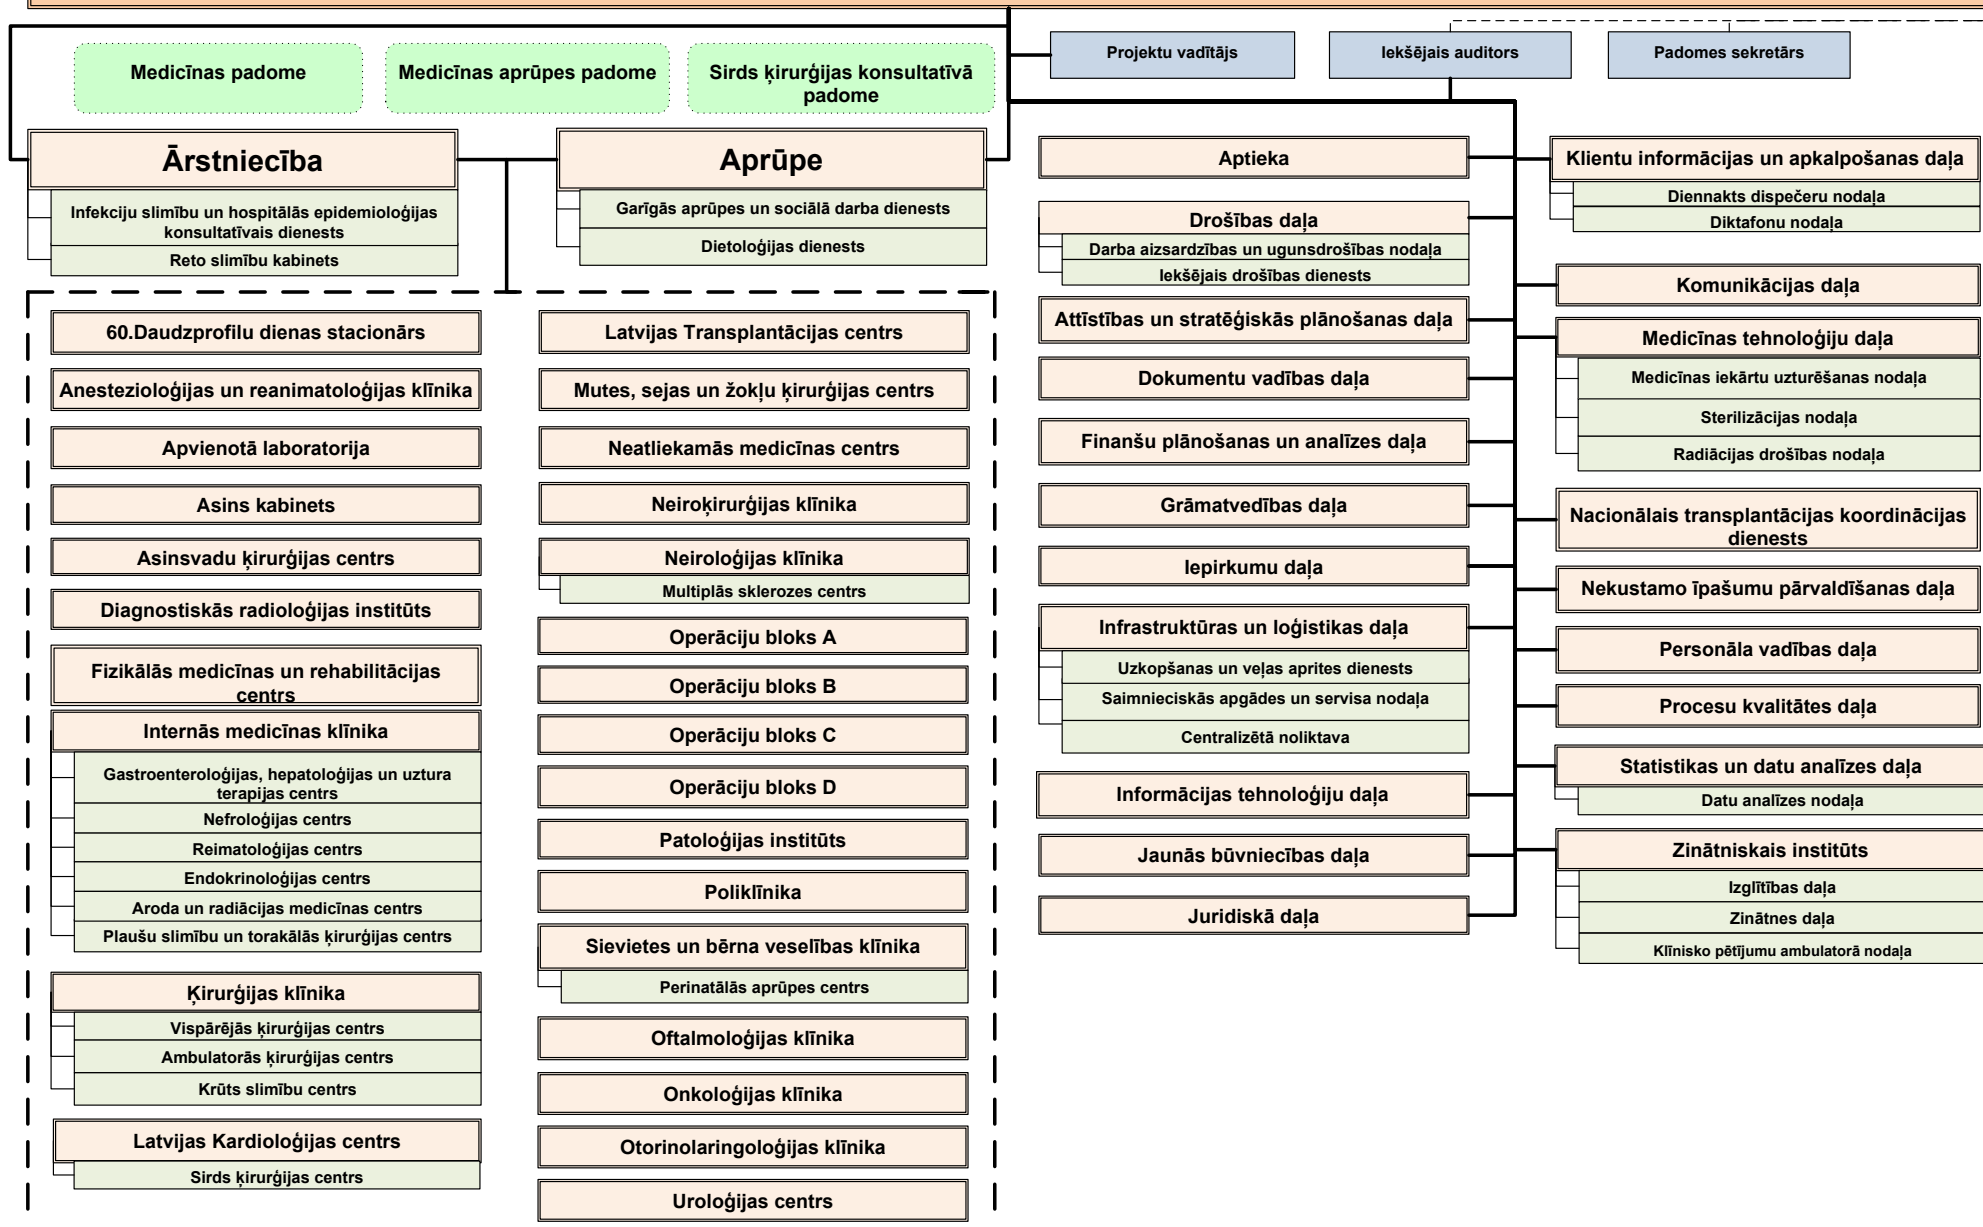 Projektu vadītājs
Iekšējais auditors
Padomes sekretārs
Medicīnas padome
Medicīnas aprūpes padome
Sirds ķirurģijas konsultatīvā
padome
Ārstniecība
Infekciju slimību un hospitālās epidemioloģijas
konsultatīvais dienests
Reto slimību kabinets
Aprūpe
Garīgās aprūpes un sociālā darba dienests
Dietoloģijas dienests
60.Daudzprofilu dienas stacionārs
Anestezioloģijas un reanimatoloģijas klīnika
Apvienotā laboratorija
Asins kabinets
Asinsvadu ķirurģijas centrs
Diagnostiskās radioloģijas institūts
Fizikālās medicīnas un rehabilitācijas
centrs
Internās medicīnas klīnika
Gastroenteroloģijas, hepatoloģijas un uztura
terapijas centrs
Nefroloģijas centrs
Reimatoloģijas centrs
Endokrinoloģijas centrs
Aroda un radiācijas medicīnas centrs
Plaušu slimību un torakālās ķirurģijas centrs
Ķirurģijas klīnika
Vispārējās ķirurģijas centrs
Ambulatorās ķirurģijas centrs
Krūts slimību centrs
Latvijas Kardioloģijas centrs
Sirds ķirurģijas centrs
Latvijas Transplantācijas centrs
Mutes, sejas un žokļu ķirurģijas centrs
Neatliekamās medicīnas centrs
Neiroķirurģijas klīnika
Neiroloģijas klīnika
Multiplās sklerozes centrs
Operāciju bloks A
Operāciju bloks B
Operāciju bloks C
Operāciju bloks D
Patoloģijas institūts
Poliklīnika
Sievietes un bērna veselības klīnika
Perinatālās aprūpes centrs
Oftalmoloģijas klīnika
Onkoloģijas klīnika
Otorinolaringoloģijas klīnika
Uroloģijas centrs
Aptieka
Drošības daļa
Darba aizsardzības un ugunsdrošības nodaļa
Iekšējais drošības dienests
Attīstības un stratēģiskās plānošanas daļa
Dokumentu vadības daļa
Finanšu plānošanas un analīzes daļa
Grāmatvedības daļa
Iepirkumu daļa
Infrastruktūras un loģistikas daļa
Uzkopšanas un veļas aprites dienests
Saimnieciskās apgādes un servisa nodaļa
Centralizētā noliktava
Informācijas tehnoloģiju daļa
Jaunās būvniecības daļa
Juridiskā daļa
Klientu informācijas un apkalpošanas daļa
Diennakts dispečeru nodaļa
Diktafonu nodaļa
Komunikācijas daļa
Medicīnas tehnoloģiju daļa
Medicīnas iekārtu uzturēšanas nodaļa
Sterilizācijas nodaļa
Radiācijas drošības nodaļa
Nacionālais transplantācijas koordinācijas
dienests
Nekustamo īpašumu pārvaldīšanas daļa
Personāla vadības daļa
Procesu kvalitātes daļa
Statistikas un datu analīzes daļa
Datu analīzes nodaļa
Zinātniskais institūts
Izglītības daļa
Zinātnes daļa
Klīnisko pētījumu ambulatorā nodaļa